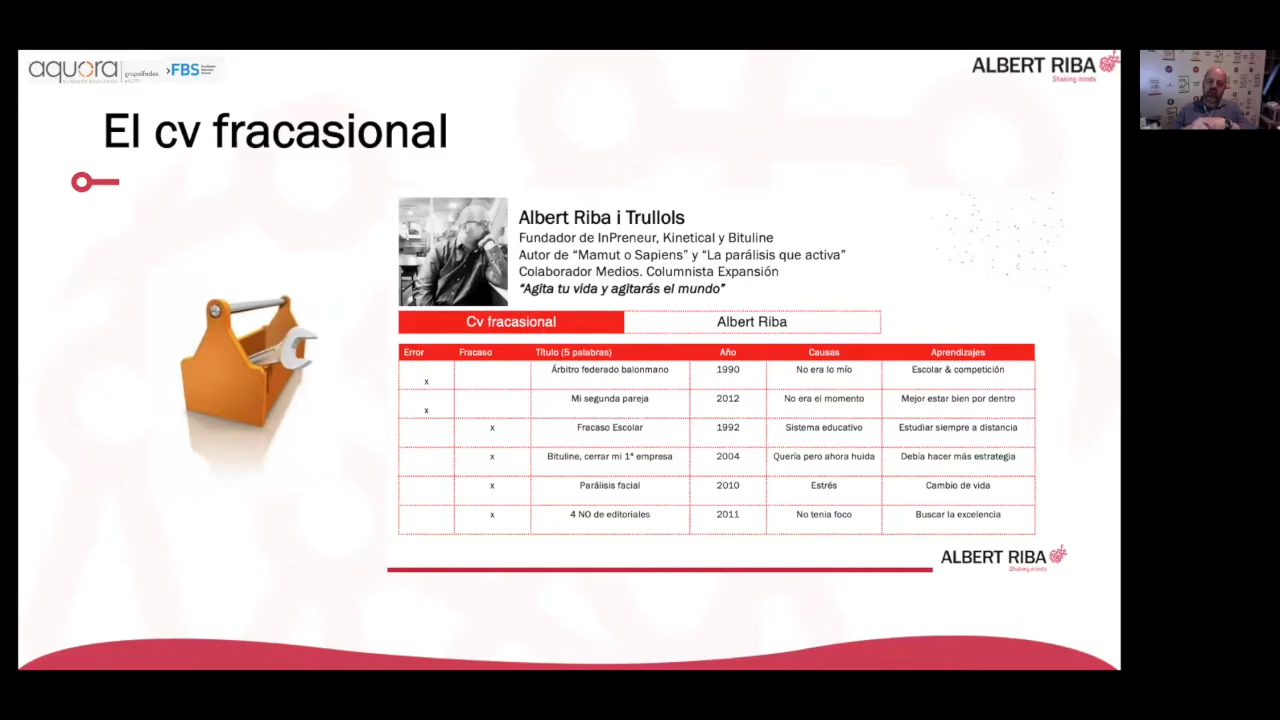 aquora
grupoifedes
FBS
ALBERT RIBA
Shaking minds
El cv fracasional
Albert Riba i Trullols
Fundador de InPreneur, Kinetical y Bituline
Autor de “Mamut o Sapiens” y “La parálisis que activa”
Colaborador Medios. Columnista Expansión
“Agita tu vida y agitarás el mundo”
Cv fracasional Albert Riba
Error Fracaso Título (5 palabras) Año Causas Aprendizajes
x Árbitro federado balonmano 1990 No era lo mío Escolar & competición
x Mi segunda pareja 2012 No era el momento Mejor estar bien por dentro
x Fracaso Escolar 1992 Sistema educativo Estudiar siempre a distancia
x Bituline, cerrar mi 1ª empresa 2004 Quería pero ahora huida Debía hacer más estrategia
x Parálisis facial 2010 Estrés Cambio de vida
x 4 NO de editoriales 2011 No tenia foco Buscar la excelencia
ALBERT RIBA
Shaking minds